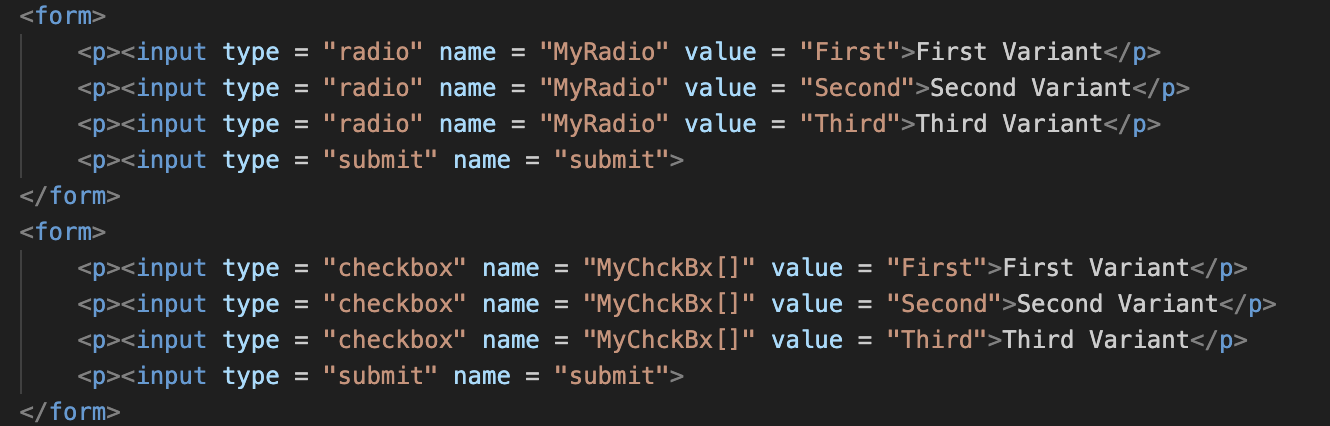 <form>
<p><input type = "radio" name = "MyRadio" value = "First">First Variant</p>
<p><input type = "radio" name = "MyRadio" value = "Second">Second Variant</p>
<p><input type = "radio" name = "MyRadio" value = "Third">Third Variant</p>
<p><input type = "submit" name = "submit">
</form>
<form>
<p><input type = "checkbox" name = "MyChckBx[]" value = "First">First Variant</p>
<p><input type = "checkbox" name = "MyChckBx[]" value = "Second">Second Variant</p>
<p><input type = "checkbox" name = "MyChckBx[]" value = "Third">Third Variant</p>
<p><input type = "submit" name = "submit">
</form>